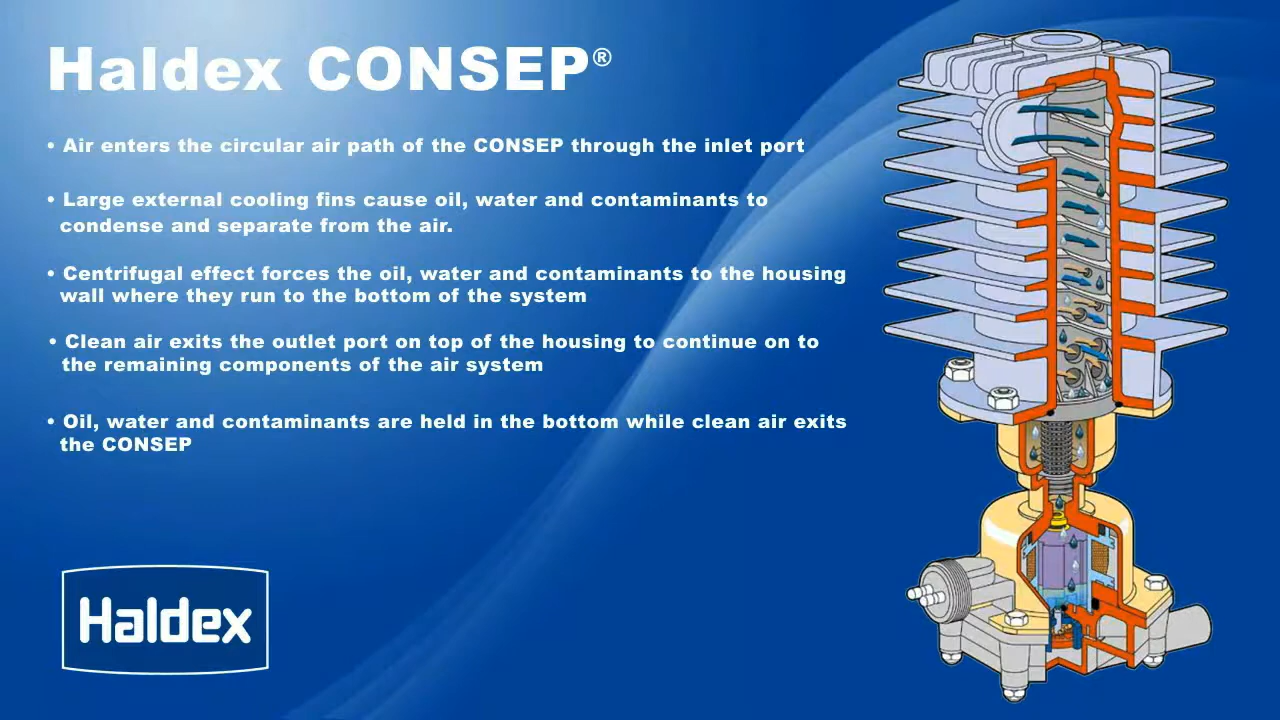 Haldex CONSEP®
• Air enters the circular air path of the CONSEP through the inlet port
• Large external cooling fins cause oil, water and contaminants to
condense and separate from the air.
• Centrifugal effect forces the oil, water and contaminants to the housing
wall where they run to the bottom of the system
• Clean air exits the outlet port on top of the housing to continue on to
the remaining components of the air system
• Oil, water and contaminants are held in the bottom while clean air exits
the CONSEP
Haldex